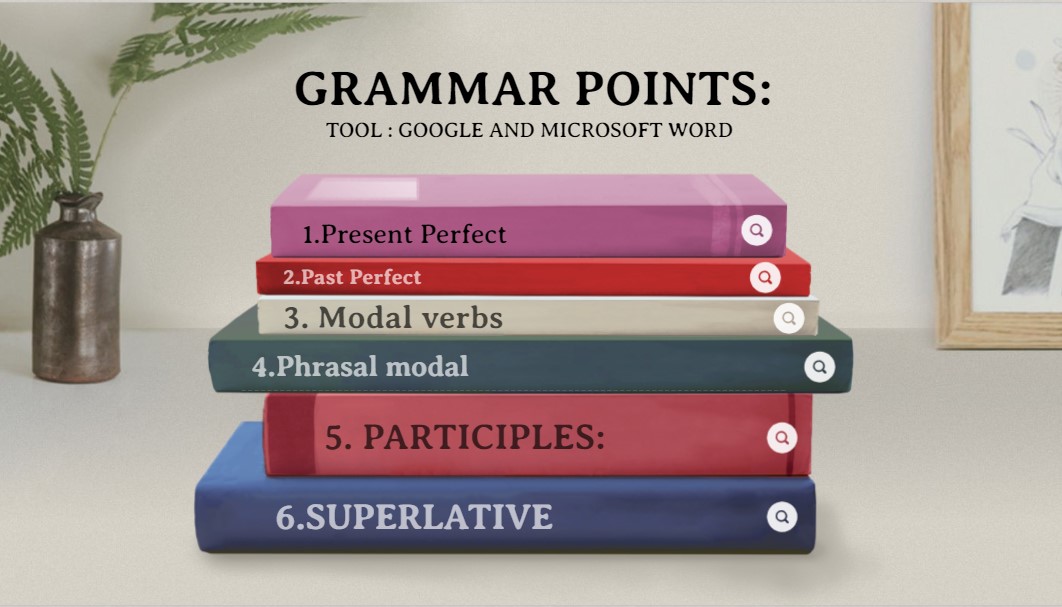 GRAMMAR POINTS:
TOOL : GOOGLE AND MICROSOFT WORD
1.Present Perfect
2.Past Perfect
3. Modal verbs
4.Phrasal modal
5. PARTICIPLES:
6.SUPERLATIVE